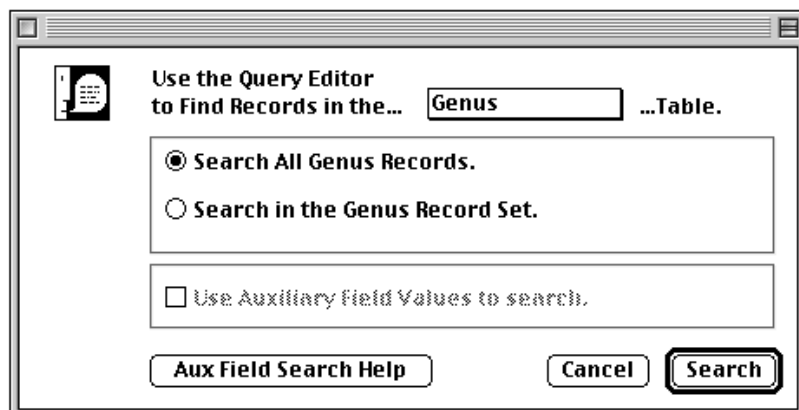 Use the Query Editor
to Find Records in the... Genus ...Table.
Search All Genus Records.
Search in the Genus Record Set.
Use Auxiliary Field Values to search.
Aux Field Search Help Cancel Search